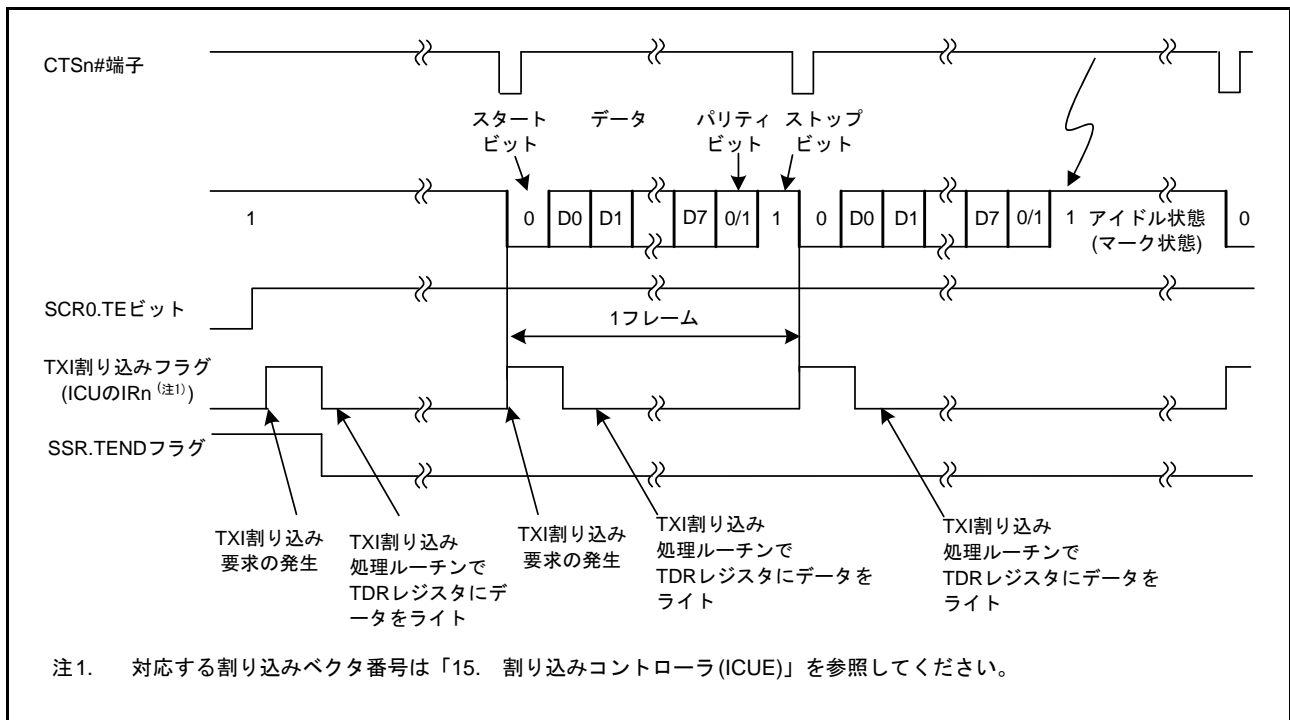 CTSn#端子
スタート
ビット
データ
パリティ
ビット
ストップ
ビット
1
0
D0
D1
D7
0/1
1
0
D0
D1
D7
0/1
1
アイドル状態
(マーク状態)
0
SCR0.TEビット
1フレーム
TXI割り込みフラグ
(ICUのIRn (注1))
SSR.TENDフラグ
TXI割り込み
要求の発生
TXI割り込み
処理ルーチンで
TDRレジスタにデ
ータをライト
TXI割り込み
要求の発生
TXI割り込み
処理ルーチンで
TDRレジスタにデータを
ライト
TXI割り込み
処理ルーチンで
TDRレジスタにデータを
ライト
注1. 対応する割り込みベクタ番号は「15. 割り込みコントローラ(ICUE)」を参照してください。